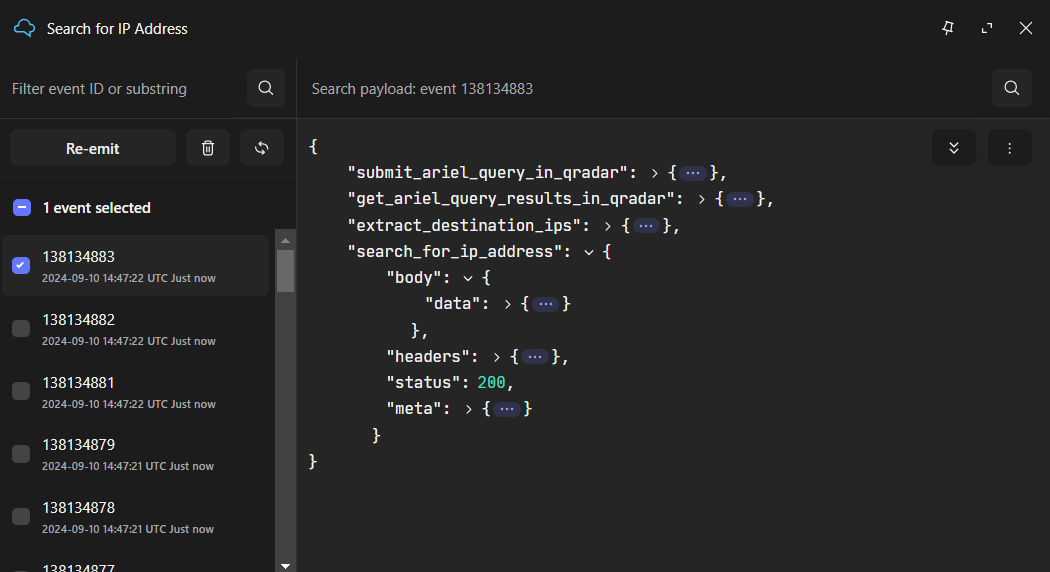 Search for IP Address
Filter event ID or substring
Search payload: event 138134883
Re-emit
1 event selected
138134883
2024-09-10 14:47:22 UTC Just now
138134882
2024-09-10 14:47:22 UTC Just now
138134881
2024-09-10 14:47:22 UTC Just now
138134879
2024-09-10 14:47:21 UTC Just now
138134878
2024-09-10 14:47:21 UTC Just now
138134877
{
"submit_ariel_query_in_qradar": > { ... },
"get_ariel_query_results_in_qradar": > { ... },
"extract_destination_ips": > { ... },
"search_for_ip_address": {
"body": {
"data": > { ... }
},
"headers": > { ... },
"status": 200,
"meta": > { ... }
}
}